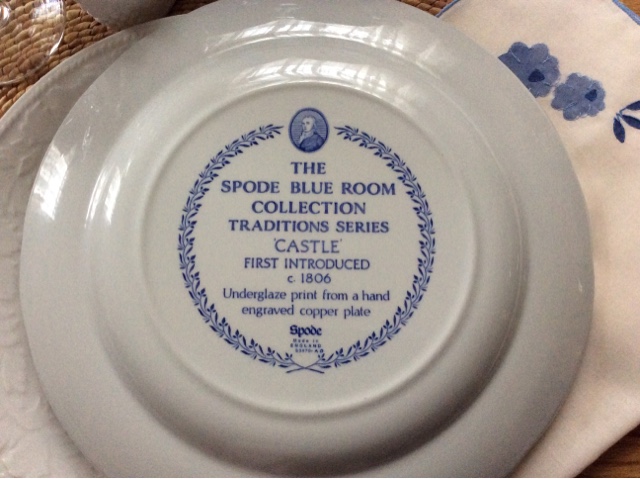 THE
SPODE BLUE ROOM
COLLECTION
TRADITIONS SERIES
'CASTLE'
FIRST INTRODUCED
c. 1806
Underglaze print from a hand
engraved copper plate
Spode
MADE IN
ENGLAND